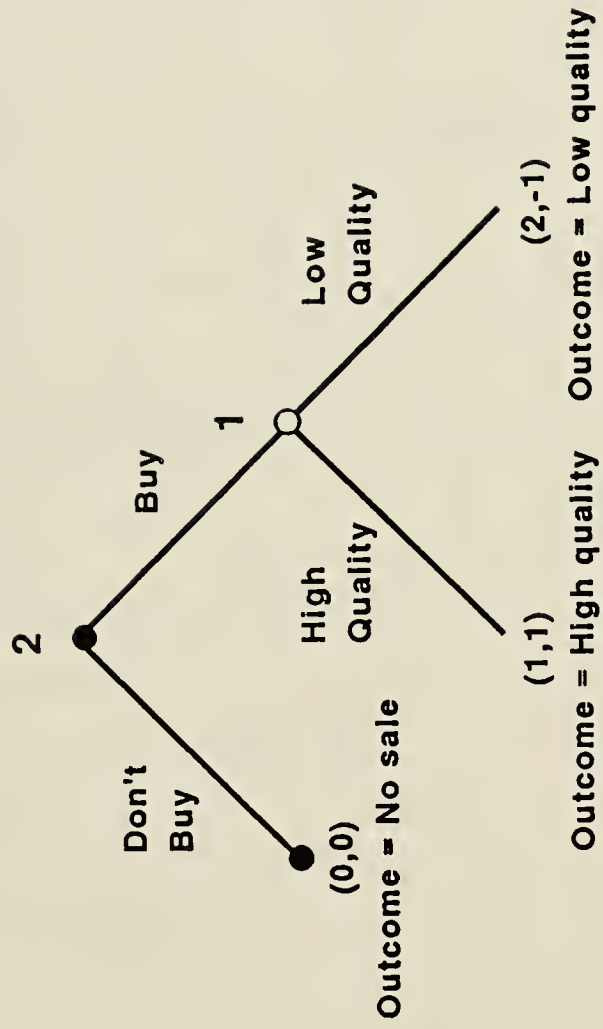 2
Don't
Buy
Buy
1
(0,0)
Outcome = No sale
High
Quality
Low
Quality
(1,1)
Outcome = High quality
(2,-1)
Outcome = Low quality